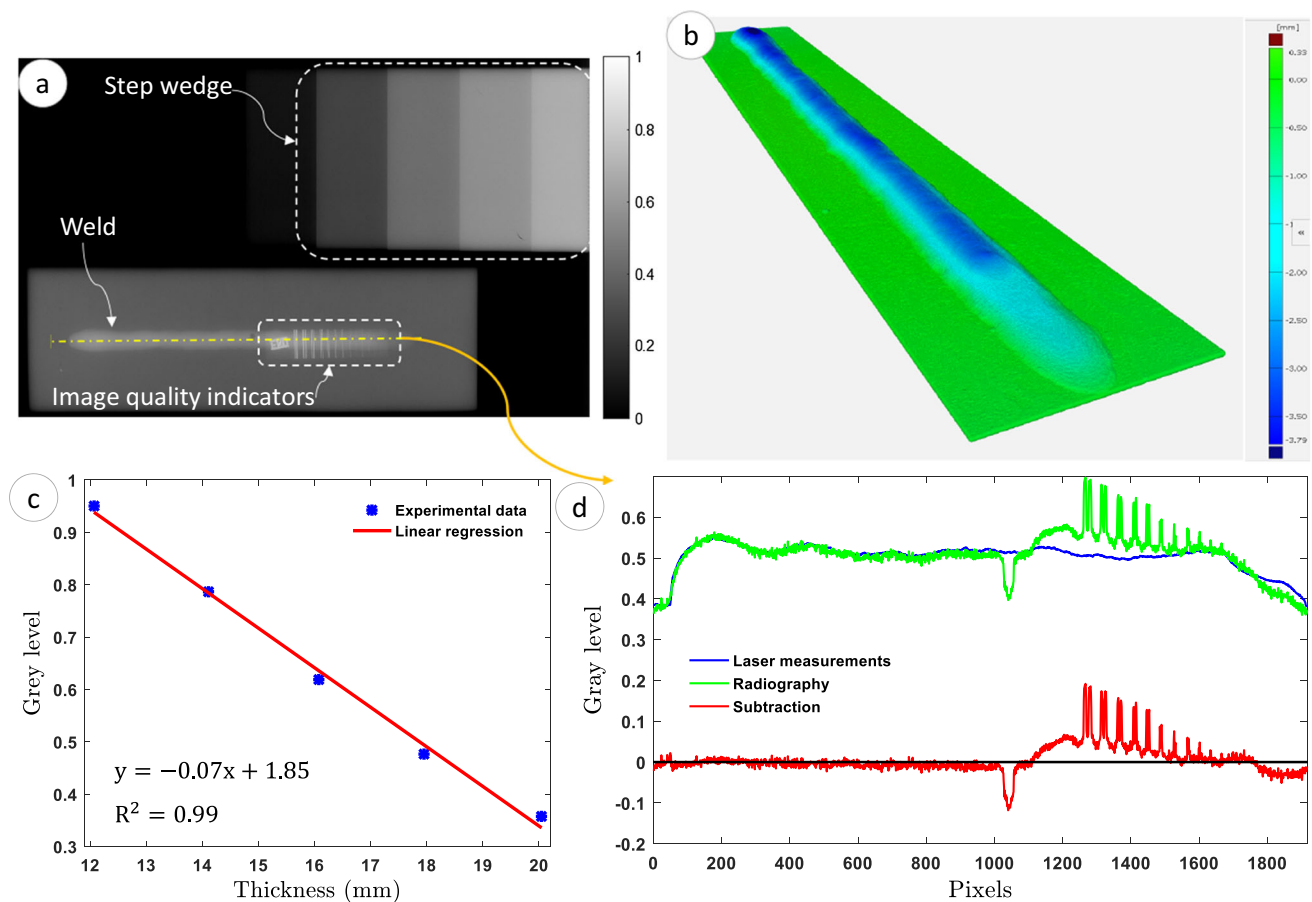 a
Step wedge
Weld
Image quality indicators
1
0.8
0.6
0.4
0.2
0
b
[mm]
0.33
0.00
-0.50
-1.00
-1.50
-2.00
-2.50
-3.00
-3.50
-3.79
«
c
1
0.9
0.8
0.7
0.6
0.5
0.4
0.3
Grey level
Experimental data
Linear regression
y = −0.07x + 1.85
R² = 0.99
12 13 14 15 16 17 18 19 20
Thickness (mm)
d
0.6
0.5
0.4
0.3
0.2
0.1
0
-0.1
-0.2
Gray level
Laser measurements
Radiography
Subtraction
0 200 400 600 800 1000 1200 1400 1600 1800
Pixels